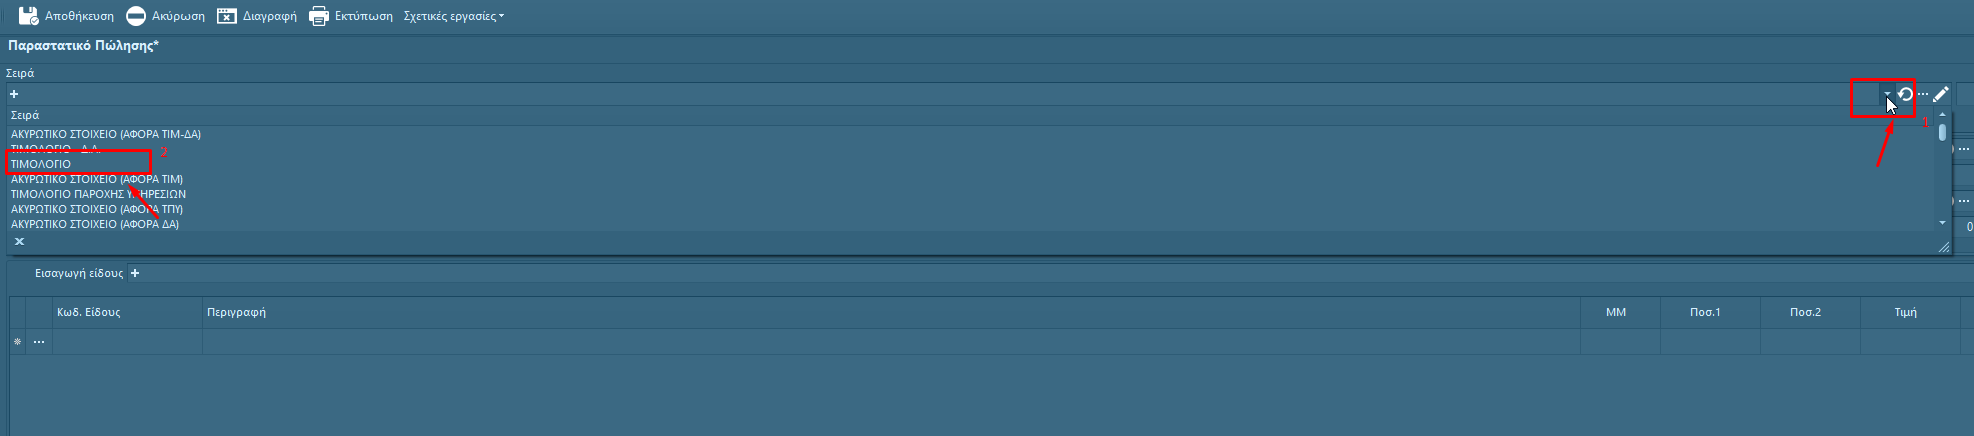 Αποθήκευση Ακύρωση Διαγραφή Εκτύπωση Σχετικές εργασίες
Παραστατικό Πώλησης*
Σειρά
+
Σειρά
1
ΑΚΥΡΩΤΙΚΟ ΣΤΟΙΧΕΙΟ (ΑΦΟΡΑ ΤΙΜ-ΔΑ)
ΤΙΜΟΛΟΓΙΟ - Δ.Α.
2
ΤΙΜΟΛΟΓΙΟ
ΑΚΥΡΩΤΙΚΟ ΣΤΟΙΧΕΙΟ (ΑΦΟΡΑ ΤΙΜ)
ΤΙΜΟΛΟΓΙΟ ΠΑΡΟΧΗΣ ΥΠΗΡΕΣΙΩΝ
ΑΚΥΡΩΤΙΚΟ ΣΤΟΙΧΕΙΟ (ΑΦΟΡΑ ΤΠΥ)
ΑΚΥΡΩΤΙΚΟ ΣΤΟΙΧΕΙΟ (ΑΦΟΡΑ ΔΑ)
0
x
Εισαγωγή είδους +
Κωδ. Είδους Περιγραφή ΜΜ Ποσ.1 Ποσ.2 Τιμή